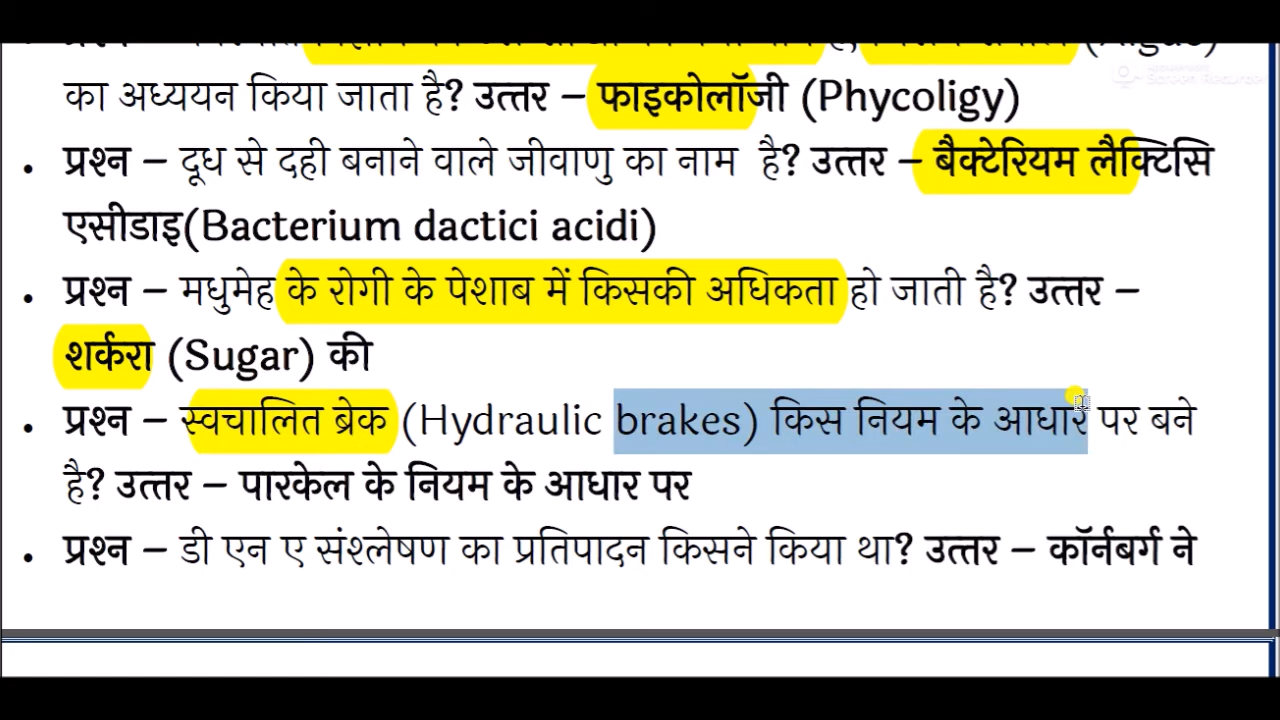 का अध्ययन किया जाता है? उत्तर – फाइकोलॉजी (Phycoligy)
• प्रश्न – दूध से दही बनाने वाले जीवाणु का नाम है? उत्तर – बैक्टेरियम लैक्टिसि
एसीडाइ(Bacterium dactici acidi)
• प्रश्न – मधुमेह के रोगी के पेशाब में किसकी अधिकता हो जाती है? उत्तर –
शर्करा (Sugar) की
• प्रश्न – स्वचालित ब्रेक (Hydraulic brakes) किस नियम के आधार पर बने
है? उत्तर – पारकेल के नियम के आधार पर
• प्रश्न – डी एन ए संश्लेषण का प्रतिपादन किसने किया था? उत्तर – कॉर्नबर्ग ने